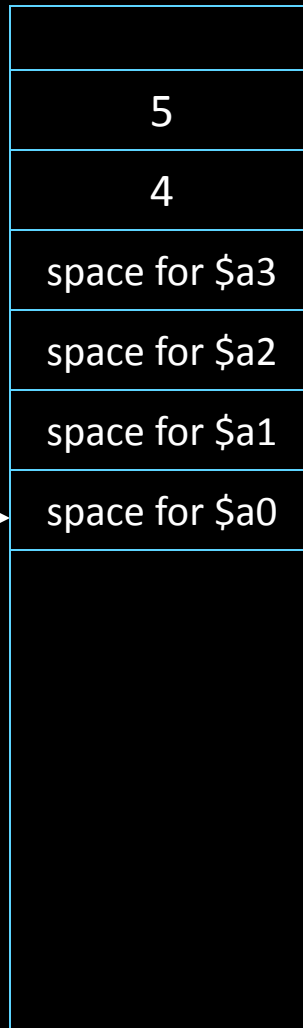 5
4
space for $a3
space for $a2
space for $a1
space for $a0